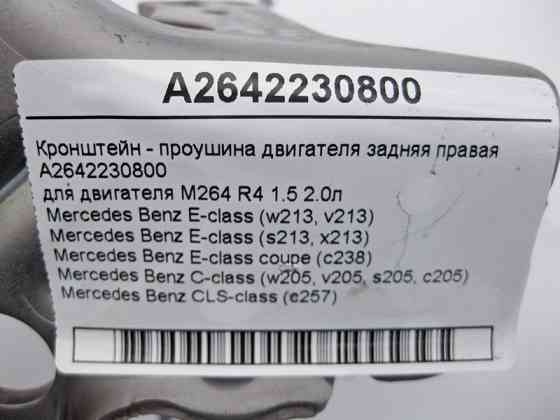 A2642230800
Кронштейн - проушина двигателя задняя правая
A2642230800
для двигателя M264 R4 1.5 2.0л
Mercedes Benz E-class (w213, v213)
Mercedes Benz E-class (s213, x213)
Mercedes Benz E-class coupe (c238)
Mercedes Benz C-class (w205, v205, s205, c205)
Mercedes Benz CLS-class (c257)